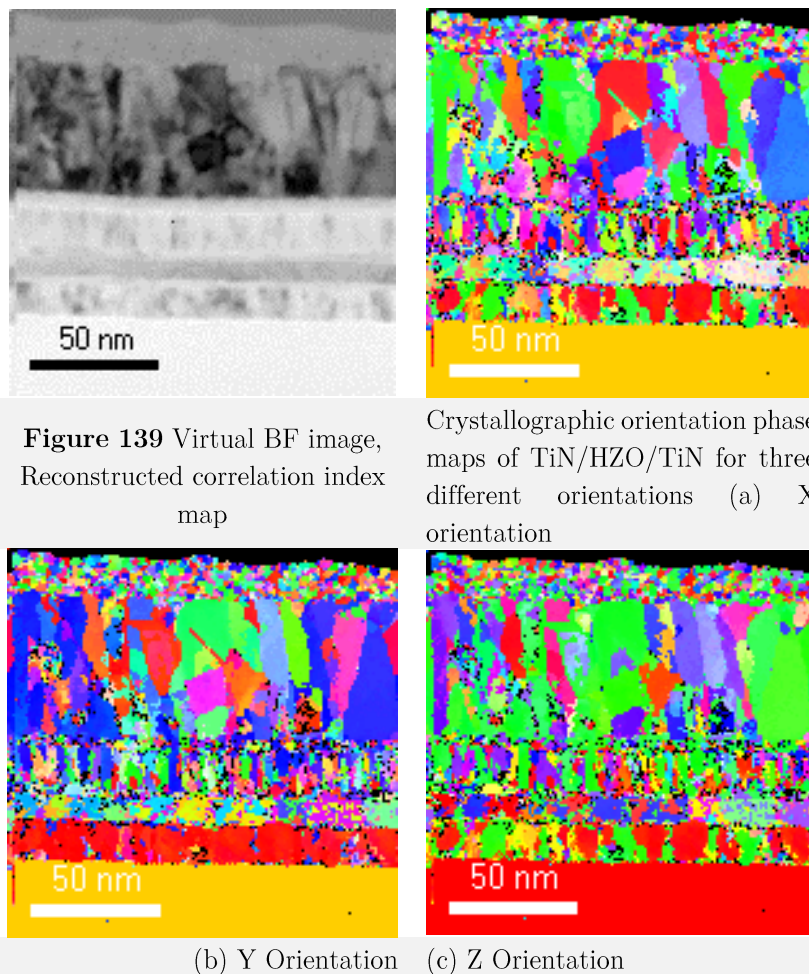 50 nm
50 nm
Figure 139 Virtual BF image,
Reconstructed correlation index
map
Crystallographic orientation phase
maps of TiN/HZO/TiN for three
different orientations (a) X
orientation
50 nm
50 nm
(b) Y Orientation
(c) Z Orientation